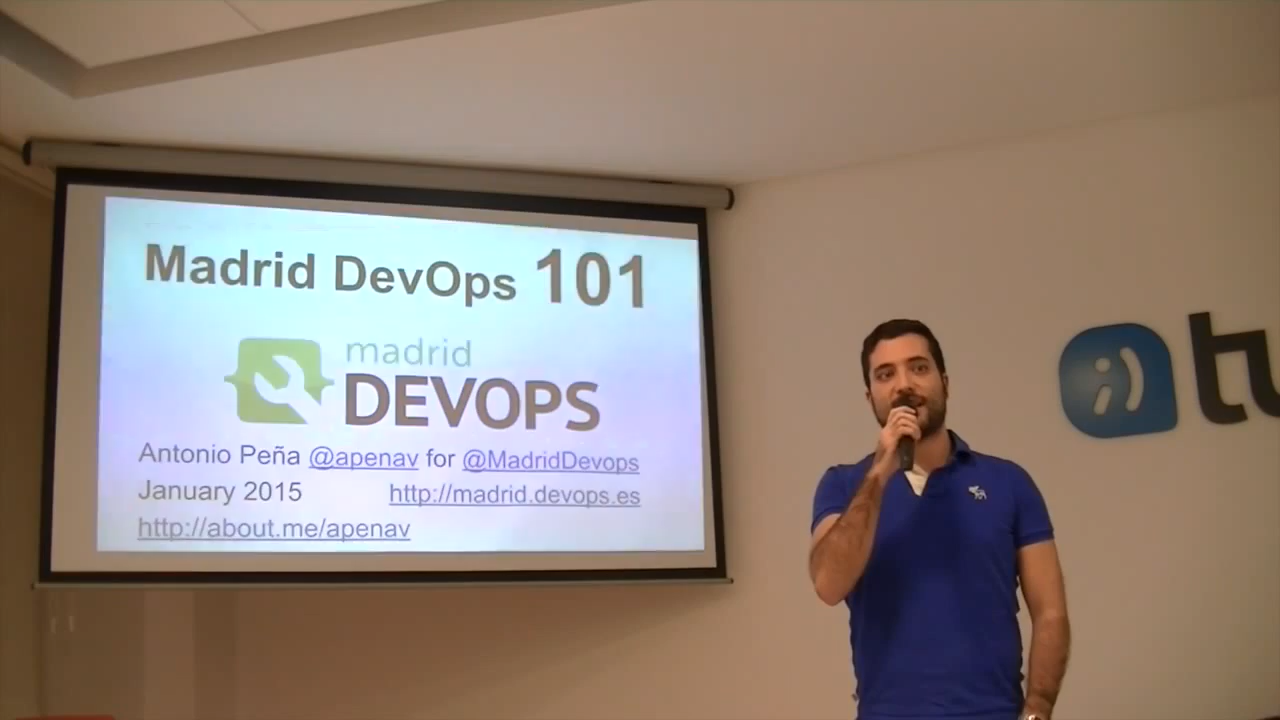 Madrid DevOps 101
madrid
DEVOPS
Antonio Peña @apenav for @MadridDevops
January 2015 http://madrid.devops.es
http://about.me/apenav
tu